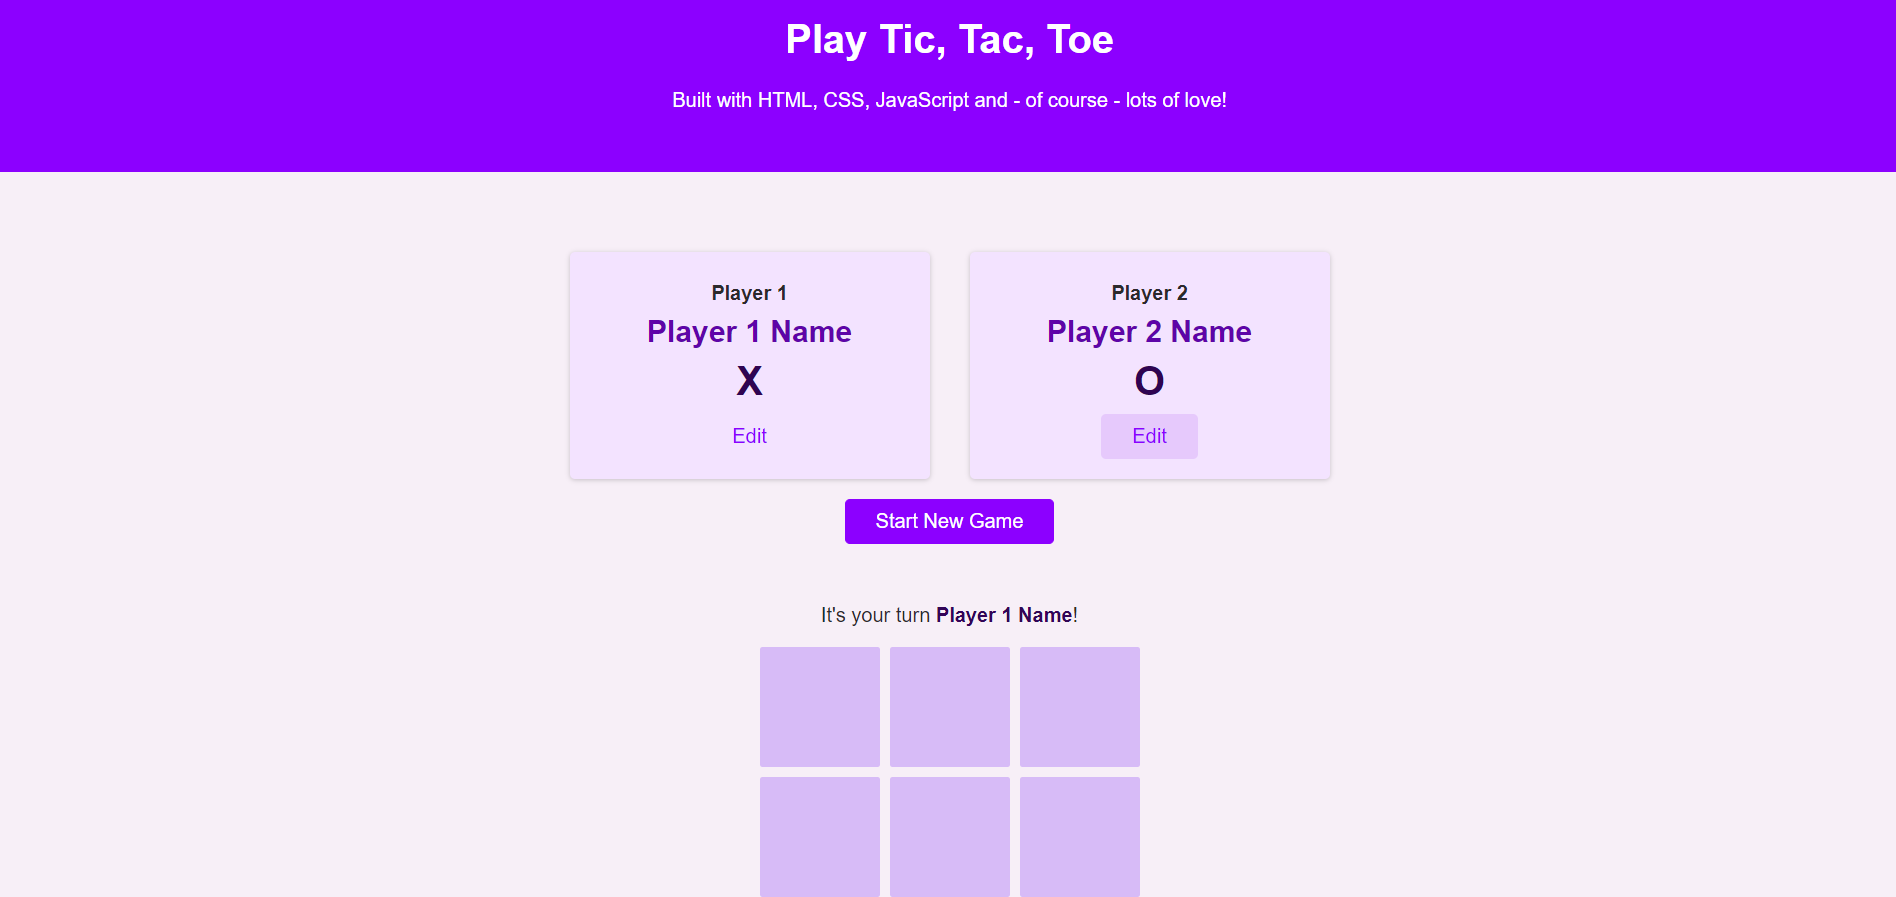 Play Tic, Tac, Toe
Built with HTML, CSS, JavaScript and - of course - lots of love!
Player 1
Player 1 Name
X
Edit
Player 2
Player 2 Name
O
Edit
Start New Game
It's your turn Player 1 Name!